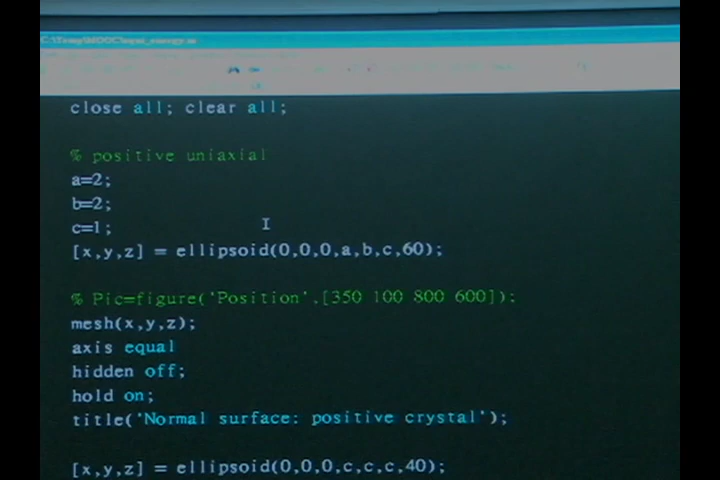 close all; clear all;
% positive uniaxial
a=2;
b=2;
c=1;
[x,y,z] = ellipsoid(0,0,0,a,b,c,60);
% Pic=figure('Position',[350 100 800 600]);
mesh(x,y,z);
axis equal
hidden off;
hold on;
title('Normal surface: positive crystal');
[x,y,z] = ellipsoid(0,0,0,c,c,c,40);